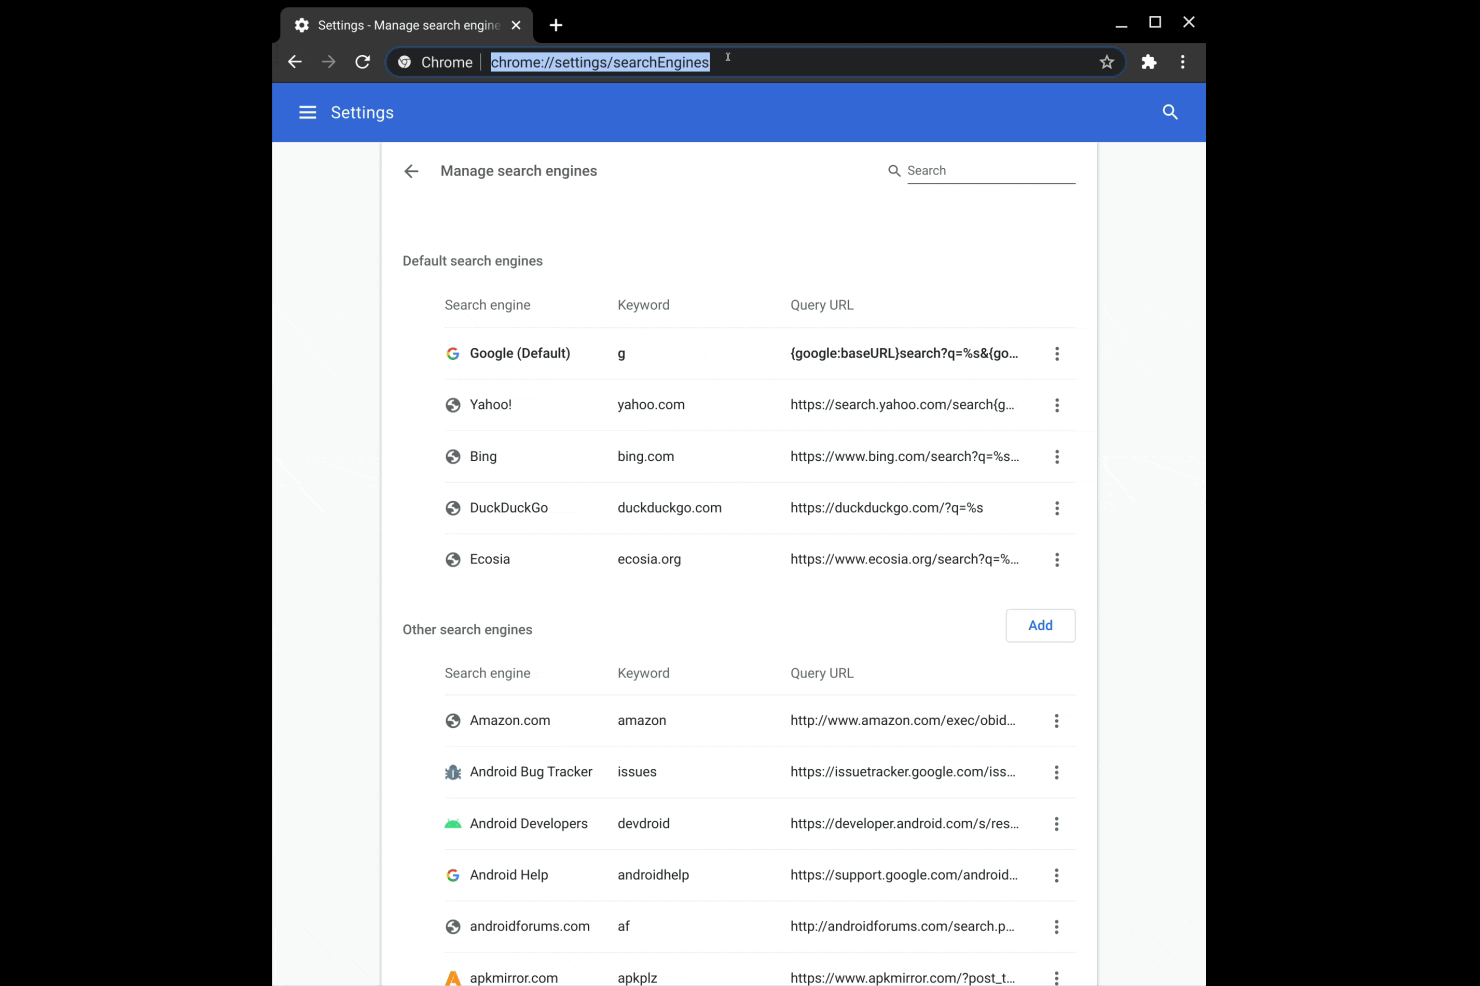 Settings - Manage search engine
Chrome chrome://settings/searchEngines
Settings
Manage search engines Search
Default search engines
Search engine Keyword Query URL
Google (Default) g {google:baseURL}search?q=%s&{go...
Yahoo! yahoo.com https://search.yahoo.com/search{g...
Bing bing.com https://www.bing.com/search?q=%s...
DuckDuckGo duckduckgo.com https://duckduckgo.com/?q=%s
Ecosia ecosia.org https://www.ecosia.org/search?q=%...
Other search engines Add
Search engine Keyword Query URL
Amazon.com amazon http://www.amazon.com/exec/obid...
Android Bug Tracker issues https://issuetracker.google.com/iss...
Android Developers devdroid https://developer.android.com/s/res...
Android Help androidhelp https://support.google.com/android...
androidforums.com af http://androidforums.com/search.p...
apkmirror.com apkplz https://www.apkmirror.com/?post_t...